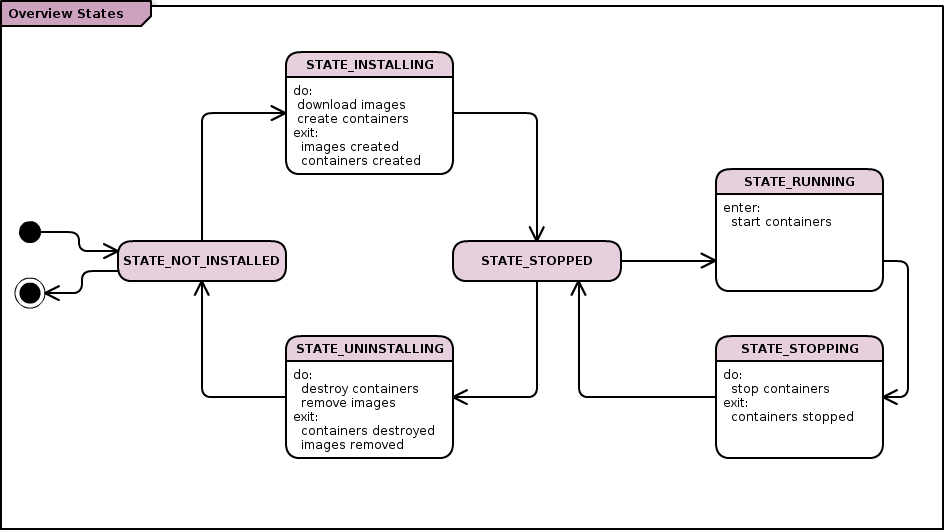 Overview States
STATE_INSTALLING
do:
download images
create containers
exit:
images created
containers created
STATE_RUNNING
enter:
start containers
STATE_NOT_INSTALLED
STATE_STOPPED
STATE_UNINSTALLING
do:
destroy containers
remove images
exit:
containers destroyed
images removed
STATE_STOPPING
do:
stop containers
exit:
containers stopped